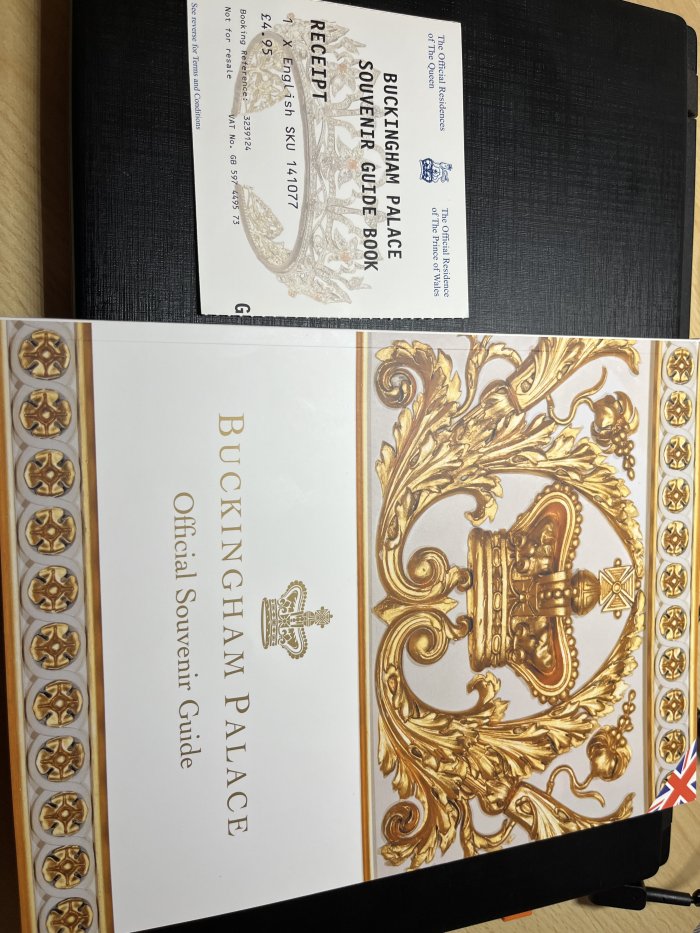 The Official Residences
of The Queen
The Official Residence
of The Prince of Wales
BUCKINGHAM PALACE
SOUVENIR GUIDE BOOK
RECEIPT
1 X English SKU 141077
£4.95
Booking Reference: 3239124
Not for resale
VAT No. GB 597 4495 73
See reverse for Terms and Conditions
G
BUCKINGHAM PALACE
Official Souvenir Guide